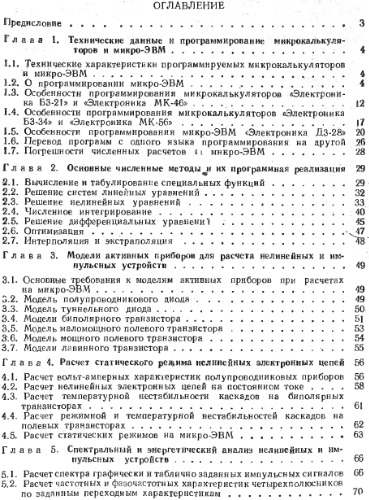 ОГЛАВЛЕНИЕ
Предисловие . . . 3
Глава 1. Технические данные и программирование микрокалькуля-
торов и микро-ЭВМ . . . 4
1.1. Технические характеристики программируемых микрокалькуляторов
и микро-ЭВМ . . . 4
1.2. О программировании микро-ЭВМ . . . 4
1.3. Особенности программирования микрокалькуляторов «Электрони-
ка Б3-21» и «Электроника МК-46» . . . 12
1.4. Особенности программирования микрокалькуляторов «Электроника
Б3-34» и «Электроника МК-56» . . . 17
1.5. Особенности программирования микро-ЭВМ «Электроника Д3-28» 20
1.6. Перевод программ с одного языка программирования на другой 26
1.7. Погрешности численных расчетов микро-ЭВМ . . . 28
Глава 2. Основные численные методы и их программная реализация 29
2.1. Вычисление и табулирование специальных функций . . . 29
2.2. Решение систем линейных уравнений . . . 32
2.3. Решение нелинейных уравнений . . . 33
2.4. Численное интегрирование . . . 40
2.5. Решение дифференциальных уравнений . . . 45
2.6. Оптимизация . . . 47
2.7. Интерполяция и экстраполяция . . . 48
Глава 3. Модели активных приборов для расчета нелинейных и им-
пульсных устройств . . . 49
3.1. Основные требования к моделям активных приборов при расчетах
на микро-ЭВМ . . . 49
3.2. Модель полупроводникового диода . . . 49
3.3. Модель туннельного диода . . . 50
3.4. Модели биполярного транзистора . . . 51
3.5. Модель маломощного полевого транзистора . . . 53
3.6. Модель мощного полевого транзистора . . . 54
3.7. Модель лавинного транзистора . . . 55
Глава 4. Расчет статического режима нелинейных электронных цепей 56
4.1. Расчет вольт-амперных характеристик полупроводниковых приборов 56
4.2. Расчет нелинейных электронных цепей на постоянном токе . . . 58
4.3. Расчет температурной нестабильности каскадов на биполярных
транзисторах . . . 61
4.4. Расчет режимной и температурной нестабильностей каскадов на
полевых транзисторах . . . 62
4.5. Расчет статических режимов на микро-ЭВМ . . . 63
Глава 5. Спектральный и энергетический анализ нелинейных и им-
пульсных устройств . . . 66
5.1. Расчет спектра графически и таблично заданных импульсных сигналов 66
5.2. Расчет частотных и фазочастотных характеристик четырехполюсников
по заданным переходным характеристикам . . . 70